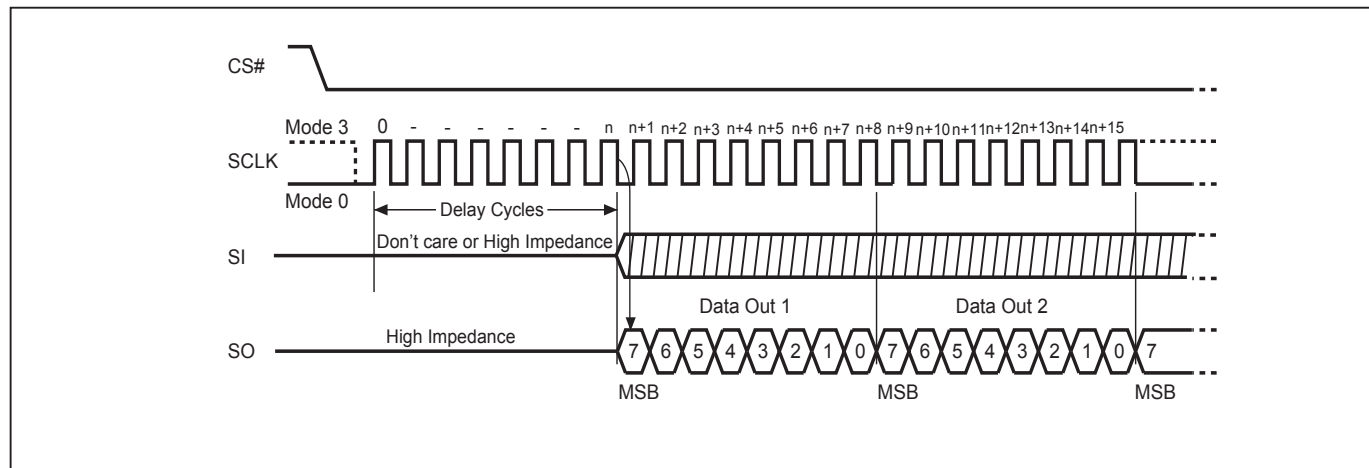 CS#
Mode 3 0 - - - - - n n+1 n+2 n+3 n+4 n+5 n+6 n+7 n+8 n+9 n+10 n+11 n+12 n+13 n+14 n+15
SCLK
Mode 0
Delay Cycles
Don't care or High Impedance
SI
Data Out 1 Data Out 2
High Impedance
SO 7 6 5 4 3 2 1 0 7 6 5 4 3 2 1 0 7
MSB MSB MSB